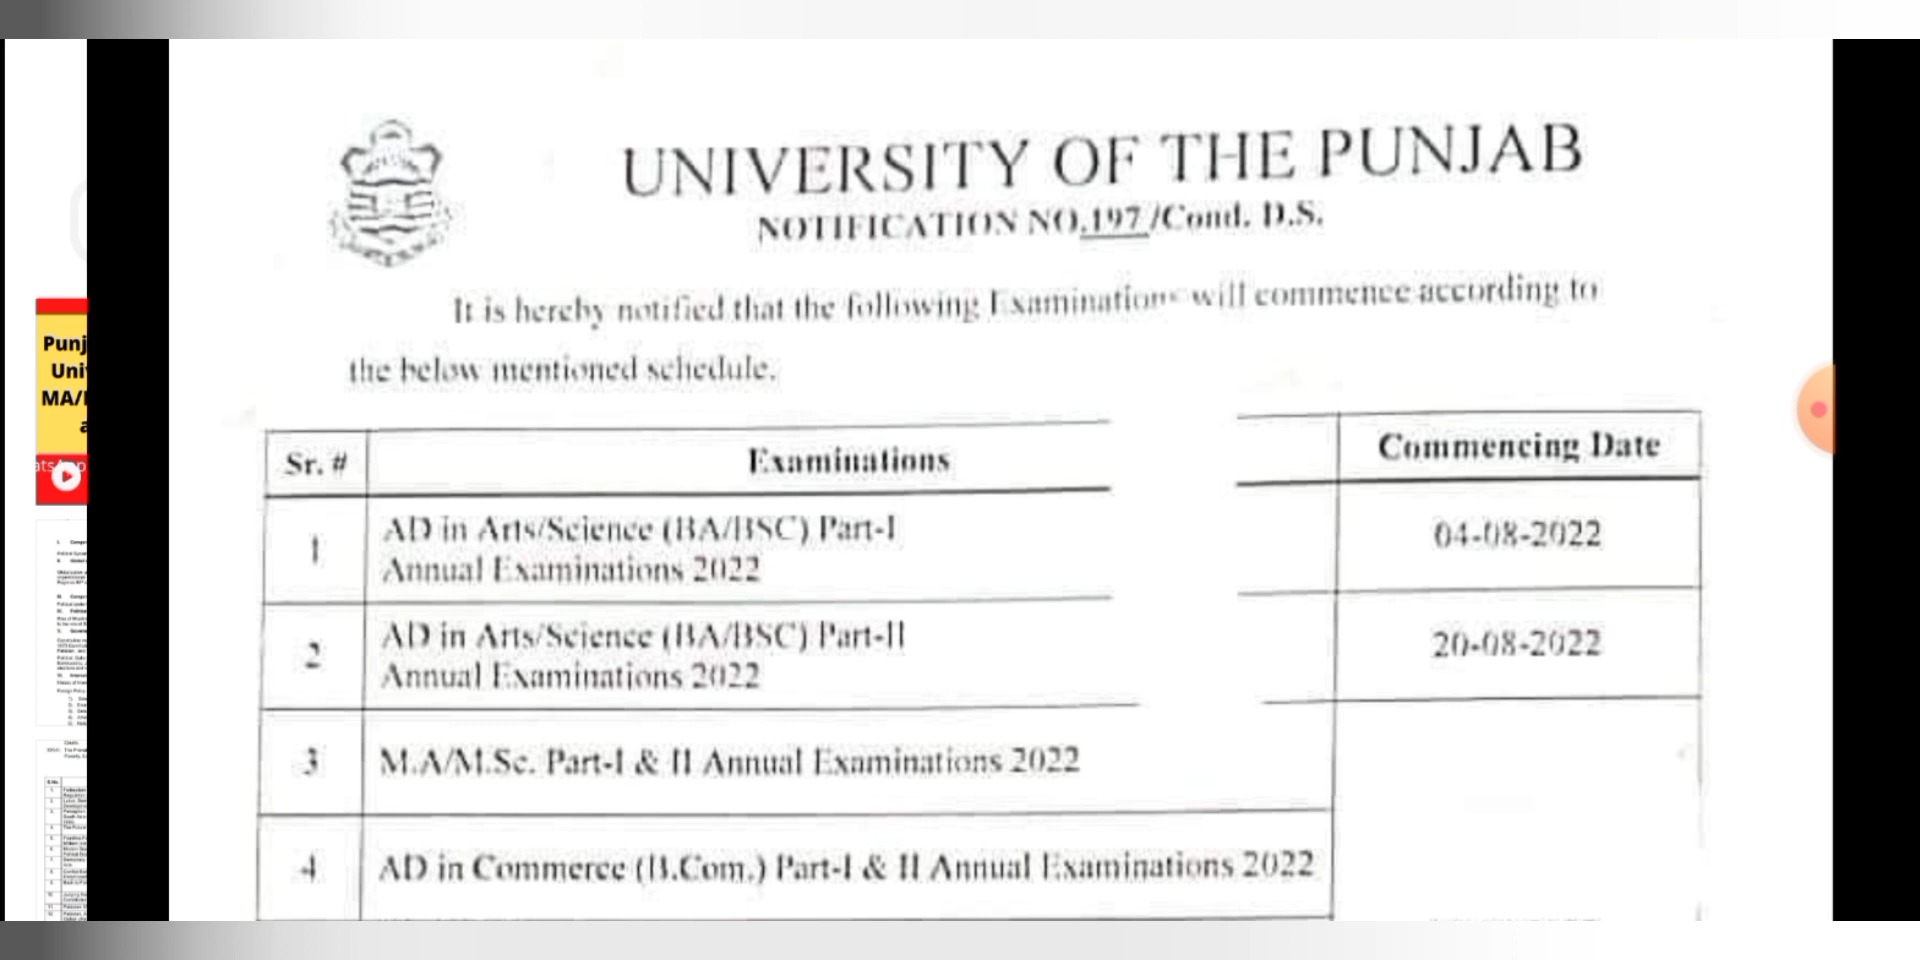 UNIVERSITY OF THE PUNJAB
NOTIFICATION NO.197/Cond. D.S.
It is hereby notified that the following Examinations will commence according to
the below mentioned schedule.
Sr. # Examinations Commencing Date
1 AD in Arts/Science (BA/BSC) Part-I 04-08-2022
Annual Examinations 2022
2 AD in Arts/Science (BA/BSC) Part-II 20-08-2022
Annual Examinations 2022
3 M.A/M.Sc. Part-I & II Annual Examinations 2022
4 AD in Commerce (B.Com.) Part-I & II Annual Examinations 2022
Punj
Uni
MA/